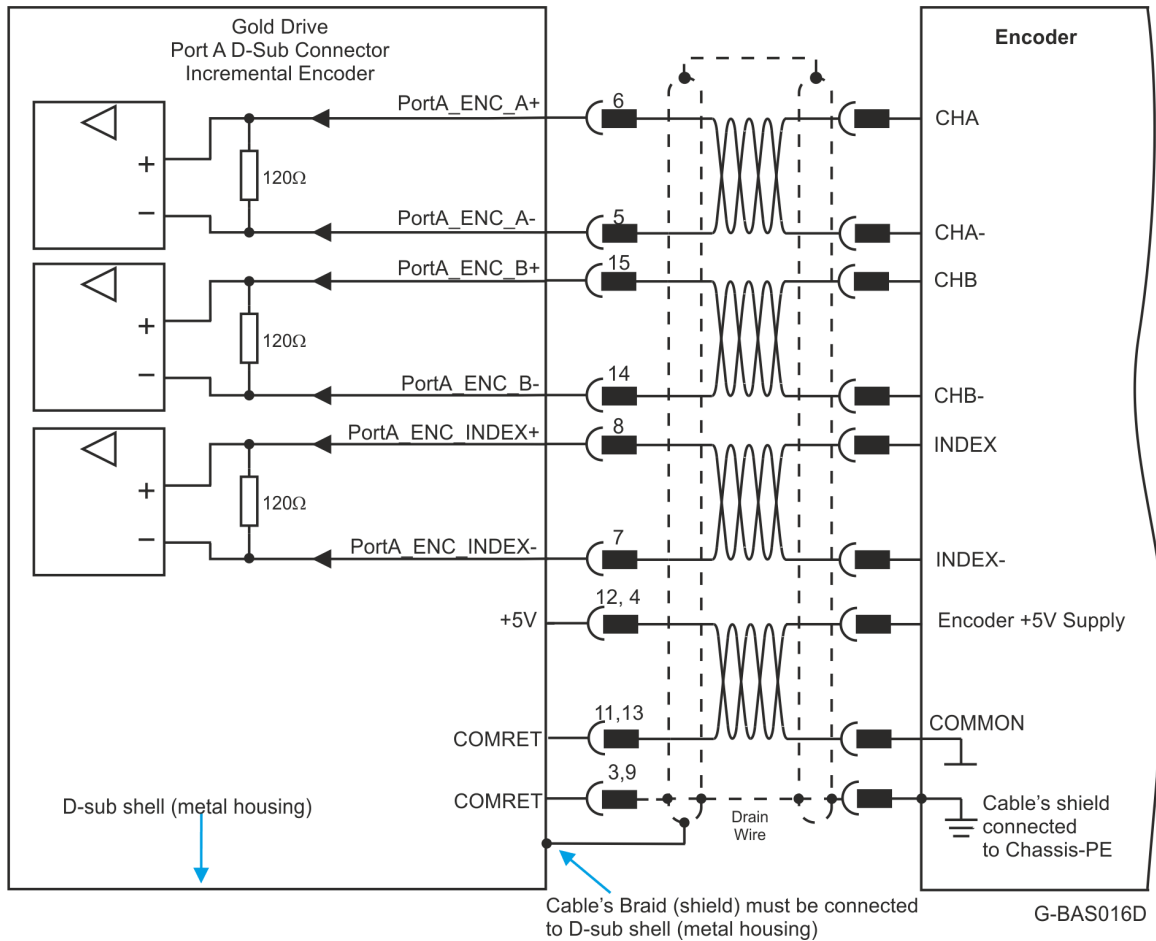 Gold Drive
Port A D-Sub Connector
Incremental Encoder
Encoder
PortA_ENC_A+
6
CHA
+
120Ω
−
PortA_ENC_A-
5
CHA-
PortA_ENC_B+
15
CHB
+
120Ω
−
PortA_ENC_B-
14
CHB-
PortA_ENC_INDEX+
8
INDEX
+
120Ω
−
PortA_ENC_INDEX-
7
INDEX-
+5V
12, 4
Encoder +5V Supply
COMRET
11,13
COMMON
COMRET
3,9
Drain
Wire
Cable's shield
connected
to Chassis-PE
D-sub shell (metal housing)
Cable's Braid (shield) must be connected
to D-sub shell (metal housing)
G-BAS016D